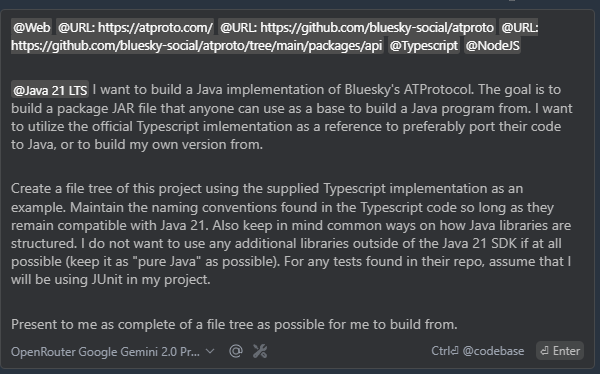 @Web @URL: https://atproto.com/ @URL: https://github.com/bluesky-social/atproto @URL:
https://github.com/bluesky-social/atproto/tree/main/packages/api @Typescript @NodeJS
@Java 21 LTS I want to build a Java implementation of Bluesky's ATProtocol. The goal is to
build a package JAR file that anyone can use as a base to build a Java program from. I want
to utilize the official Typescript imlementation as a reference to preferably port their code
to Java, or to build my own version from.
Create a file tree of this project using the supplied Typescript implementation as an
example. Maintain the naming conventions found in the Typescript code so long as they
remain compatible with Java 21. Also keep in mind common ways on how Java libraries are
structured. I do not want to use any additional libraries outside of the Java 21 SDK if at all
possible (keep it as "pure Java" as possible). For any tests found in their repo, assume that I
will be using JUnit in my project.
Present to me as complete of a file tree as possible for me to build from.
OpenRouter Google Gemini 2.0 Pr... @ Ctrl⏎ @codebase ⏎ Enter